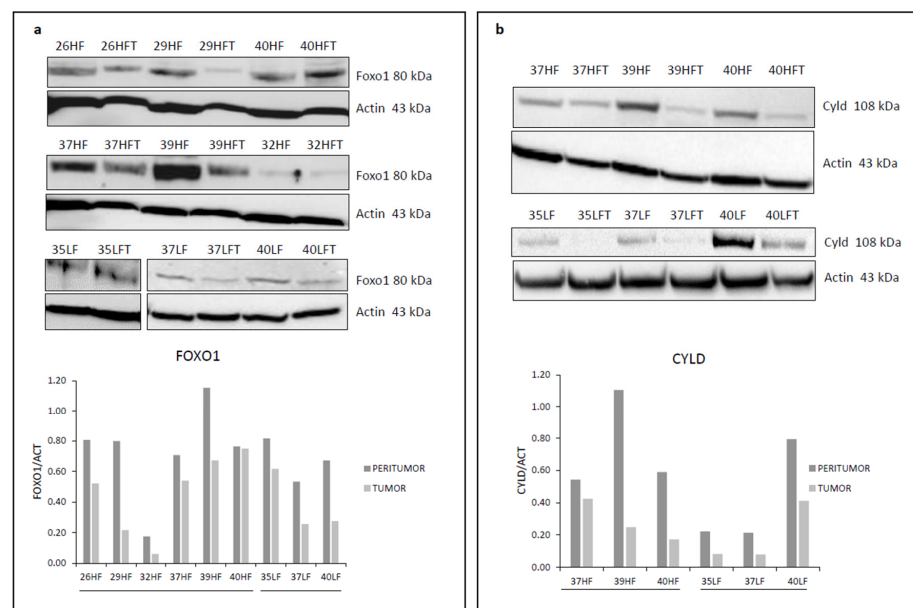 a
26HF 26HFT 29HF 29HFT 40HF 40HFT
Foxo1 80 kDa
Actin 43 kDa
37HF 37HFT 39HF 39HFT 32HF 32HFT
Foxo1 80 kDa
Actin 43 kDa
35LF 35LFT 37LF 37LFT 40LF 40LFT
Foxo1 80 kDa
Actin 43 kDa
FOXO1
1.20
1.00
0.80
0.60
0.40
0.20
0.00
FOXO1/ACT
PERITUMOR
TUMOR
26HF 29HF 32HF 37HF 39HF 40HF 35LF 37LF 40LF
b
37HF 37HFT 39HF 39HFT 40HF 40HFT
Cyld 108 kDa
Actin 43 kDa
35LF 35LFT 37LF 37LFT 40LF 40LFT
Cyld 108 kDa
Actin 43 kDa
CYLD
1.20
1.00
0.80
0.60
0.40
0.20
0.00
CYLD/ACT
PERITUMOR
TUMOR
37HF 39HF 40HF 35LF 37LF 40LF